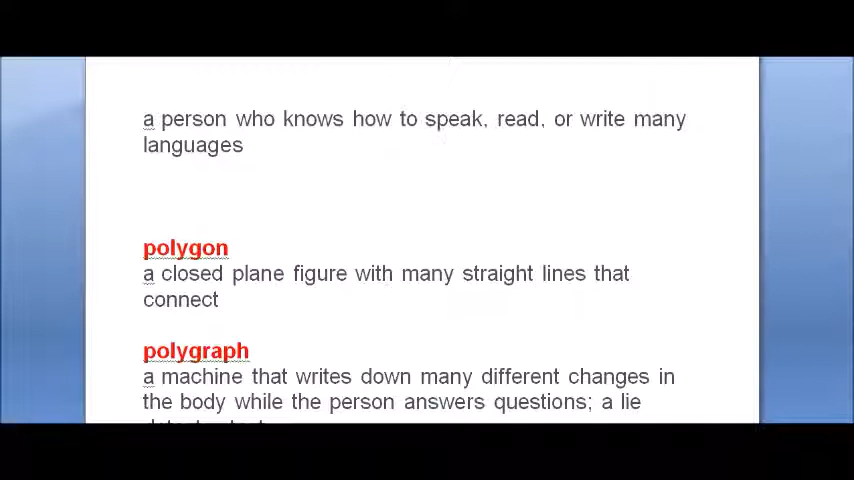 a person who knows how to speak, read, or write many
languages
polygon
a closed plane figure with many straight lines that
connect
polygraph
a machine that writes down many different changes in
the body while the person answers questions; a lie